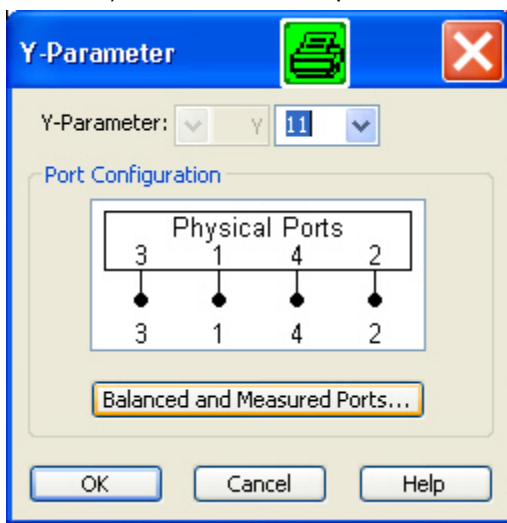 Y-Parameter
Y-Parameter: Y 11
Port Configuration
Physical Ports
3 1 4 2
3 1 4 2
Balanced and Measured Ports...
OK Cancel Help